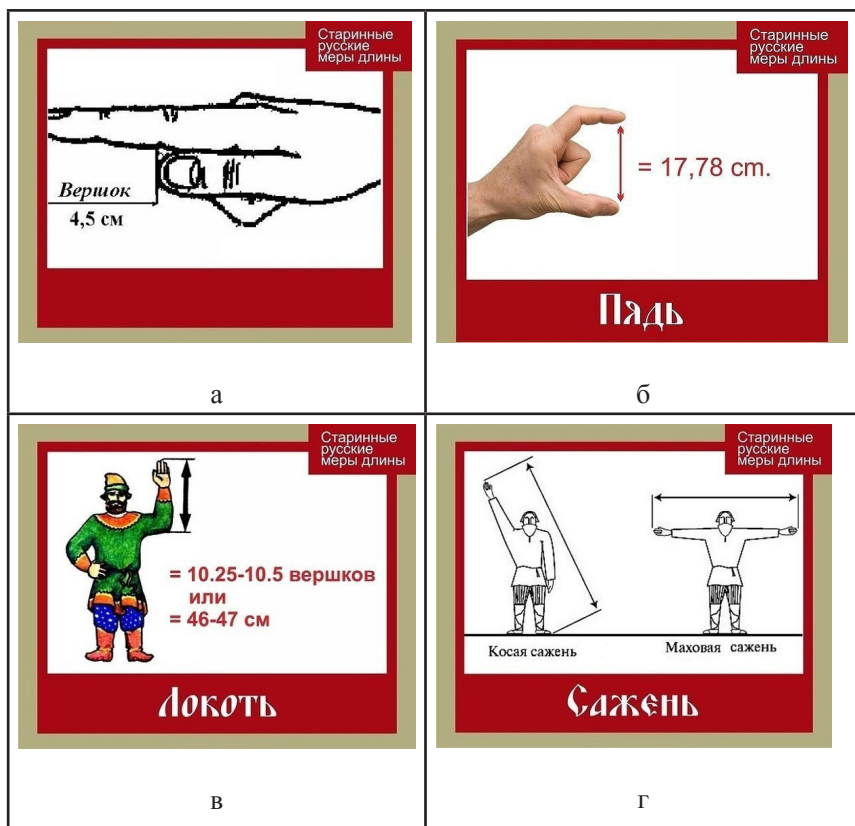 Старинные
русские
меры длины
Вершок
4,5 см
а
Старинные
русские
меры длины
= 17,78 cm.
Пядь
б
Старинные
русские
меры длины
= 10.25-10.5 вершков
или
= 46-47 см
Локоть
в
Старинные
русские
меры длины
Косая сажень
Маховая сажень
Сажень
г